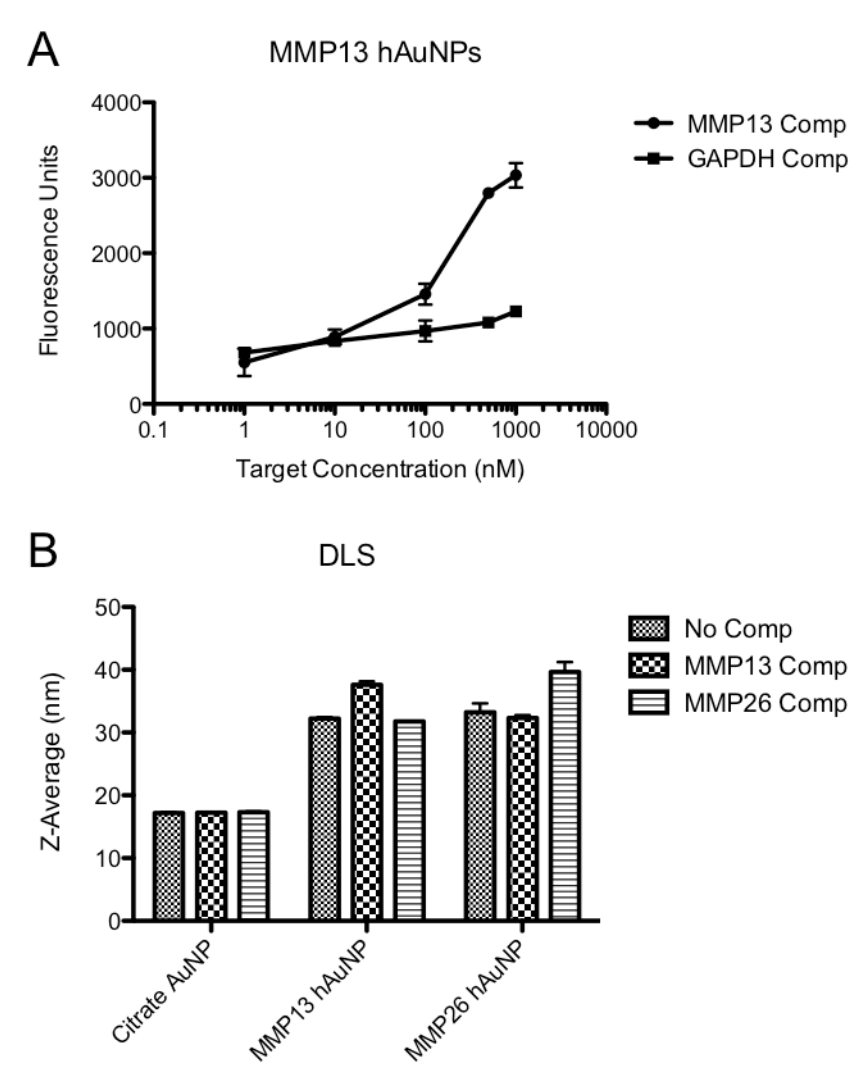 A
MMP13 hAuNPs
4000
3000
2000
1000
0
Fluorescence Units
0.1 1 10 100 1000 10000
Target Concentration (nM)
MMP13 Comp
GAPDH Comp
B
DLS
50
40
30
20
10
0
Z-Average (nm)
Citrate AuNP
MMP13 hAuNP
MMP26 hAuNP
No Comp
MMP13 Comp
MMP26 Comp